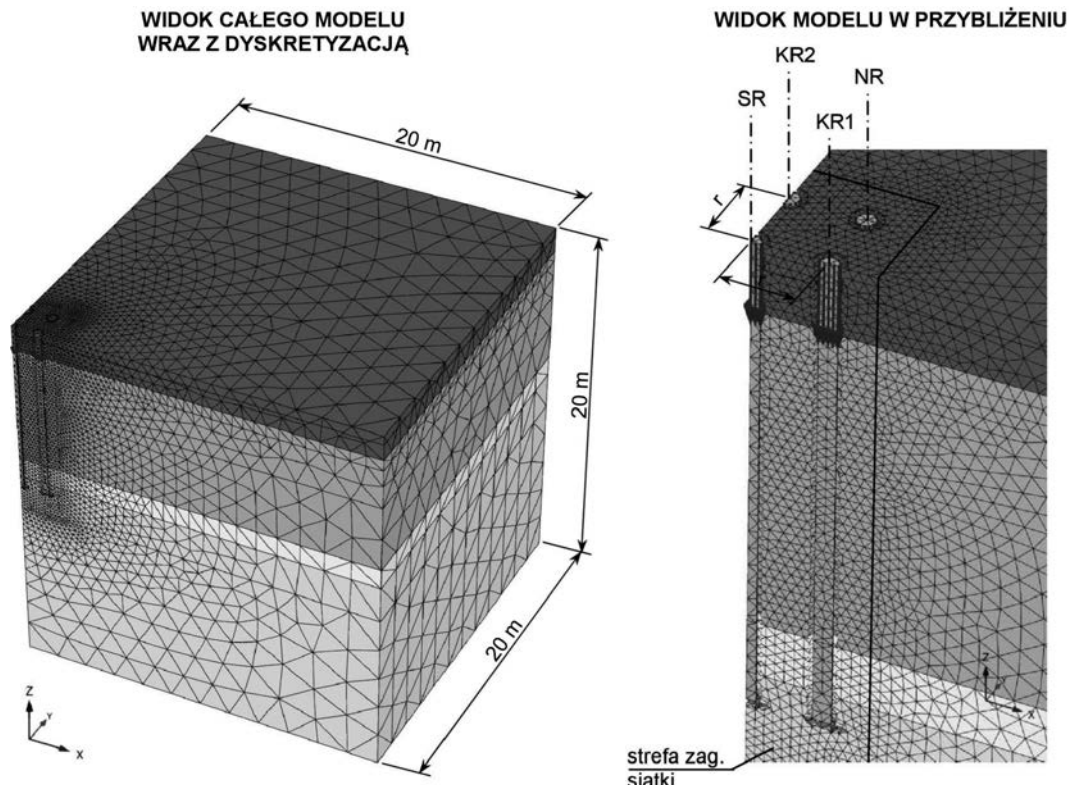 WIDOK CAŁEGO MODELU
WRAZ Z DYSKRETYZACJĄ
20 m
20 m
20 m
Z
Y
X
WIDOK MODELU W PRZYBLIŻENIU
KR2
NR
SR
KR1
r
Z
Y
X
strefa zag.
siatki